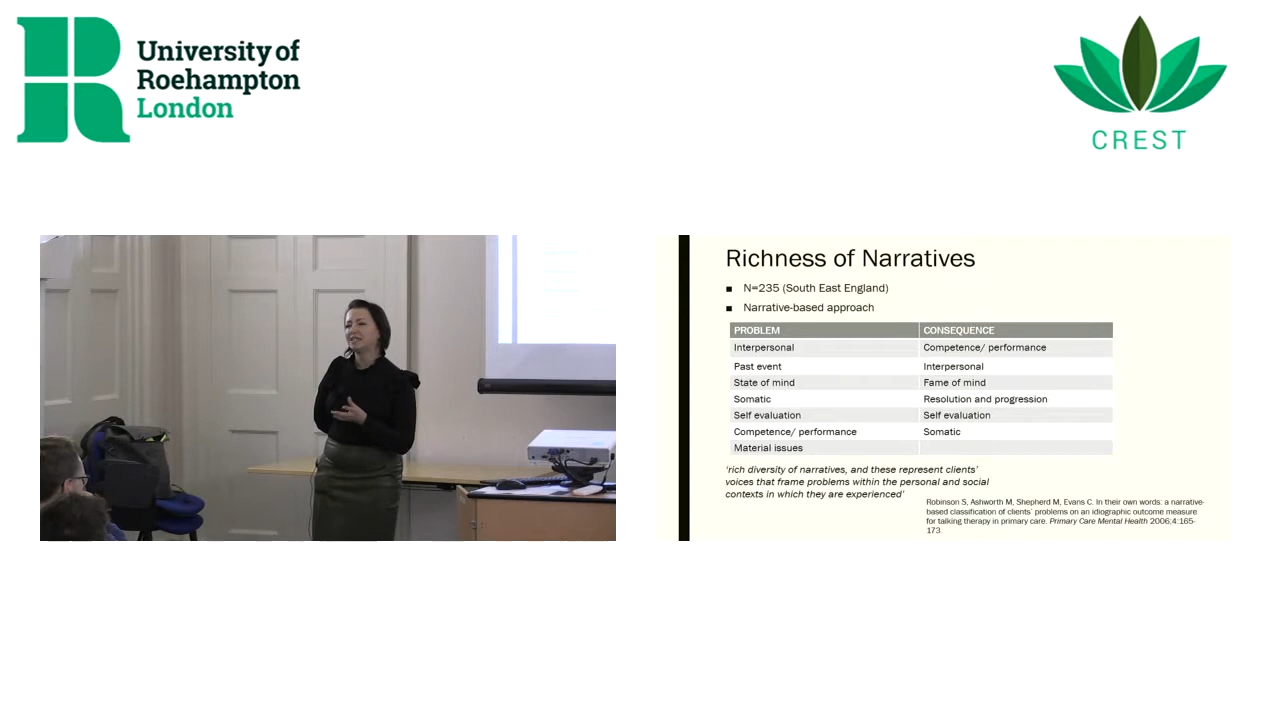 University of
Roehampton
London
CREST
Richness of Narratives
■ N=235 (South East England)
■ Narrative-based approach
PROBLEM CONSEQUENCE
Interpersonal Competence/ performance
Past event Interpersonal
State of mind Fame of mind
Somatic Resolution and progression
Self evaluation Self evaluation
Competence/ performance Somatic
Material issues
‘rich diversity of narratives, and these represent clients’
voices that frame problems within the personal and social
contexts in which they are experienced’
Robinson S, Ashworth M, Shepherd M, Evans C. In their own words: a narrative-
based classification of clients’ problems on an idiographic outcome measure
for talking therapy in primary care. Primary Care Mental Health 2006;4:165-
173.